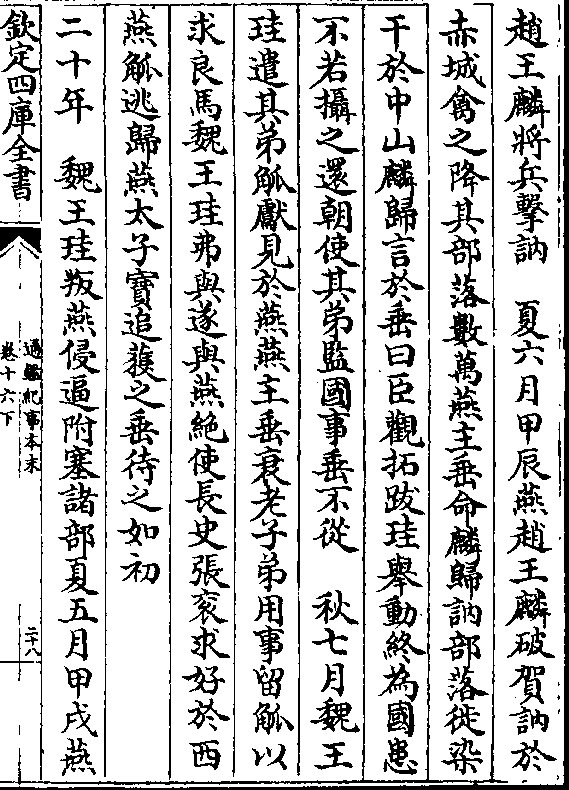 趙王麟將兵擊訥　夏六月甲辰燕趙王麟破賀訥於
赤城禽之降其部落數萬燕主垂命麟歸訥部落徙染
干於中山麟歸言於垂曰臣觀拓跋珪舉動終為國患
不若攝之還朝使其弟監國事垂不從　秋七月魏王
珪遣其弟觚獻見於燕燕主垂衰老子弟用事留觚以
求良馬魏王珪弗與遂與燕絶使長史張衮求好於西
燕觚逃歸燕太子寶追獲之垂待之如初
二十年　魏王珪叛燕侵逼附塞諸部夏五月甲戌燕
欽定四庫全書
通鑑紀事本末
卷十六下
二十八